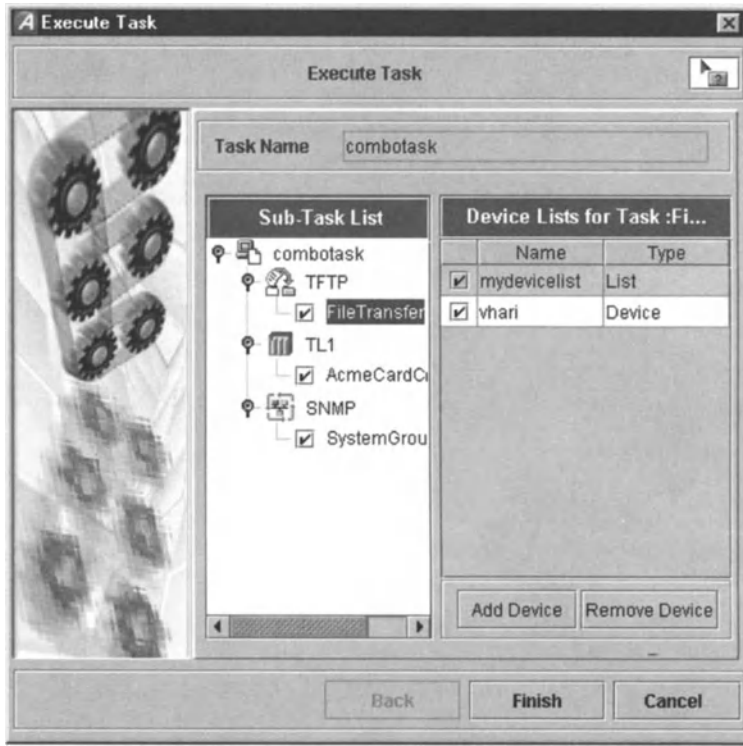 Execute Task
Execute Task
Task Name combotask
Sub-Task List
combotask
TFTP
FileTransfer
TL1
AcmeCardCu
SNMP
SystemGrou
Device Lists for Task :Fi...
Name Type
mydevicelist List
vhari Device
Add Device Remove Device
Back Finish Cancel